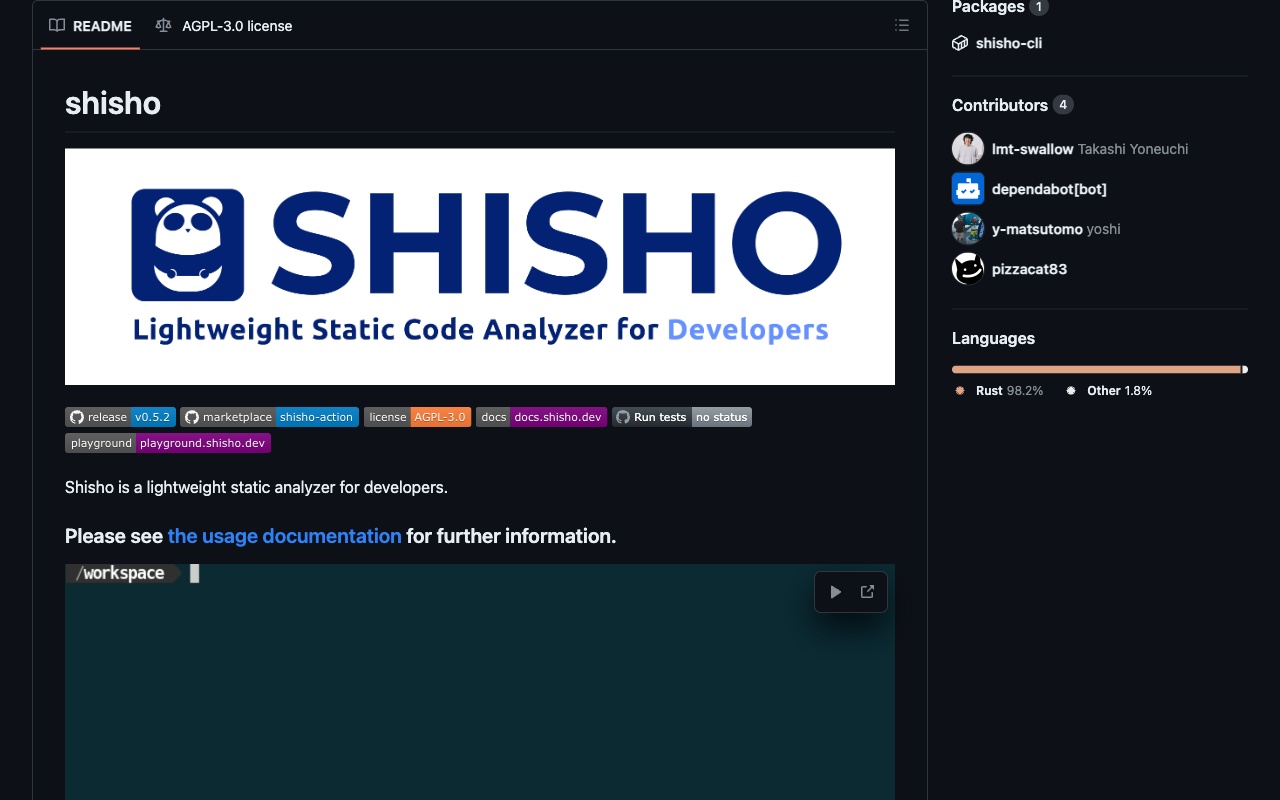 README
AGPL-3.0 license
shisho
SHISHO
Lightweight Static Code Analyzer for Developers
release v0.5.2 marketplace shisho-action license AGPL-3.0 docs docs.shisho.dev Run tests no status
playground playground.shisho.dev
Shisho is a lightweight static analyzer for developers.
Please see the usage documentation for further information.
/workspace
Packages 1
shisho-cli
Contributors 4
lmt-swallow Takashi Yoneuchi
dependabot[bot]
y-matsutomo yoshi
pizzacat83
Languages
Rust 98.2% Other 1.8%